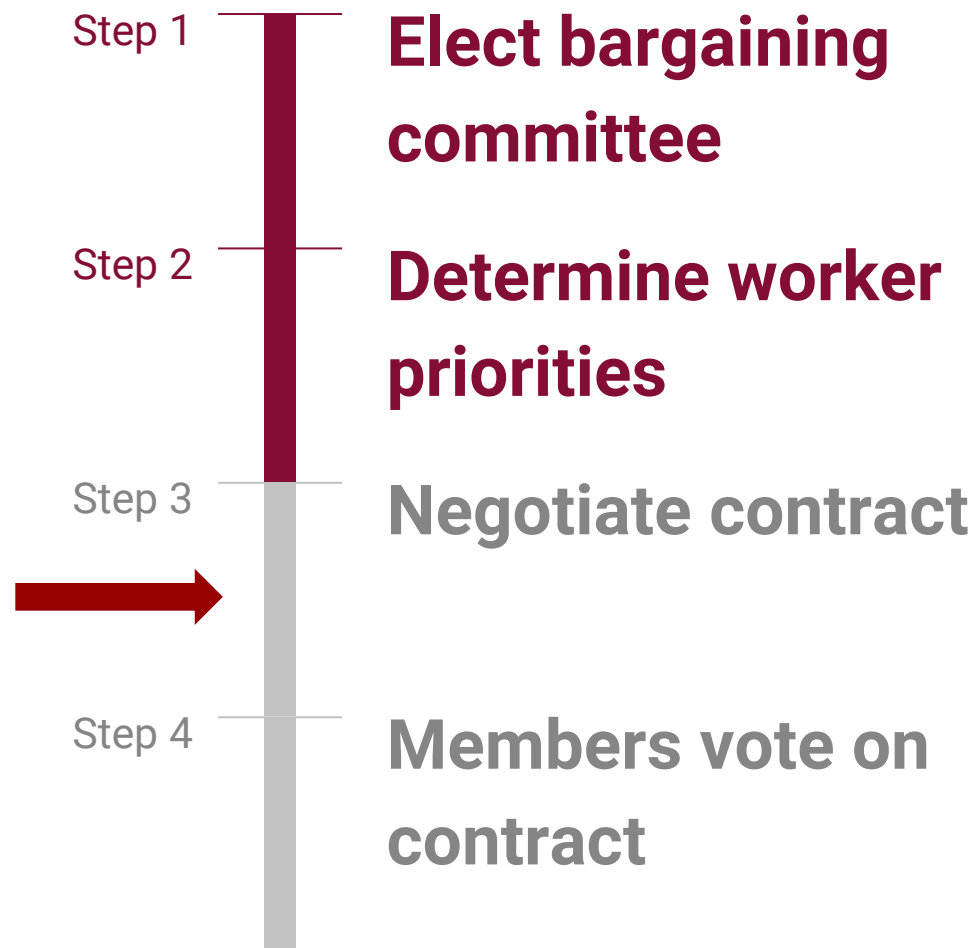 Step 1
Elect bargaining
committee
Step 2
Determine worker
priorities
Step 3
Negotiate contract
Step 4
Members vote on
contract